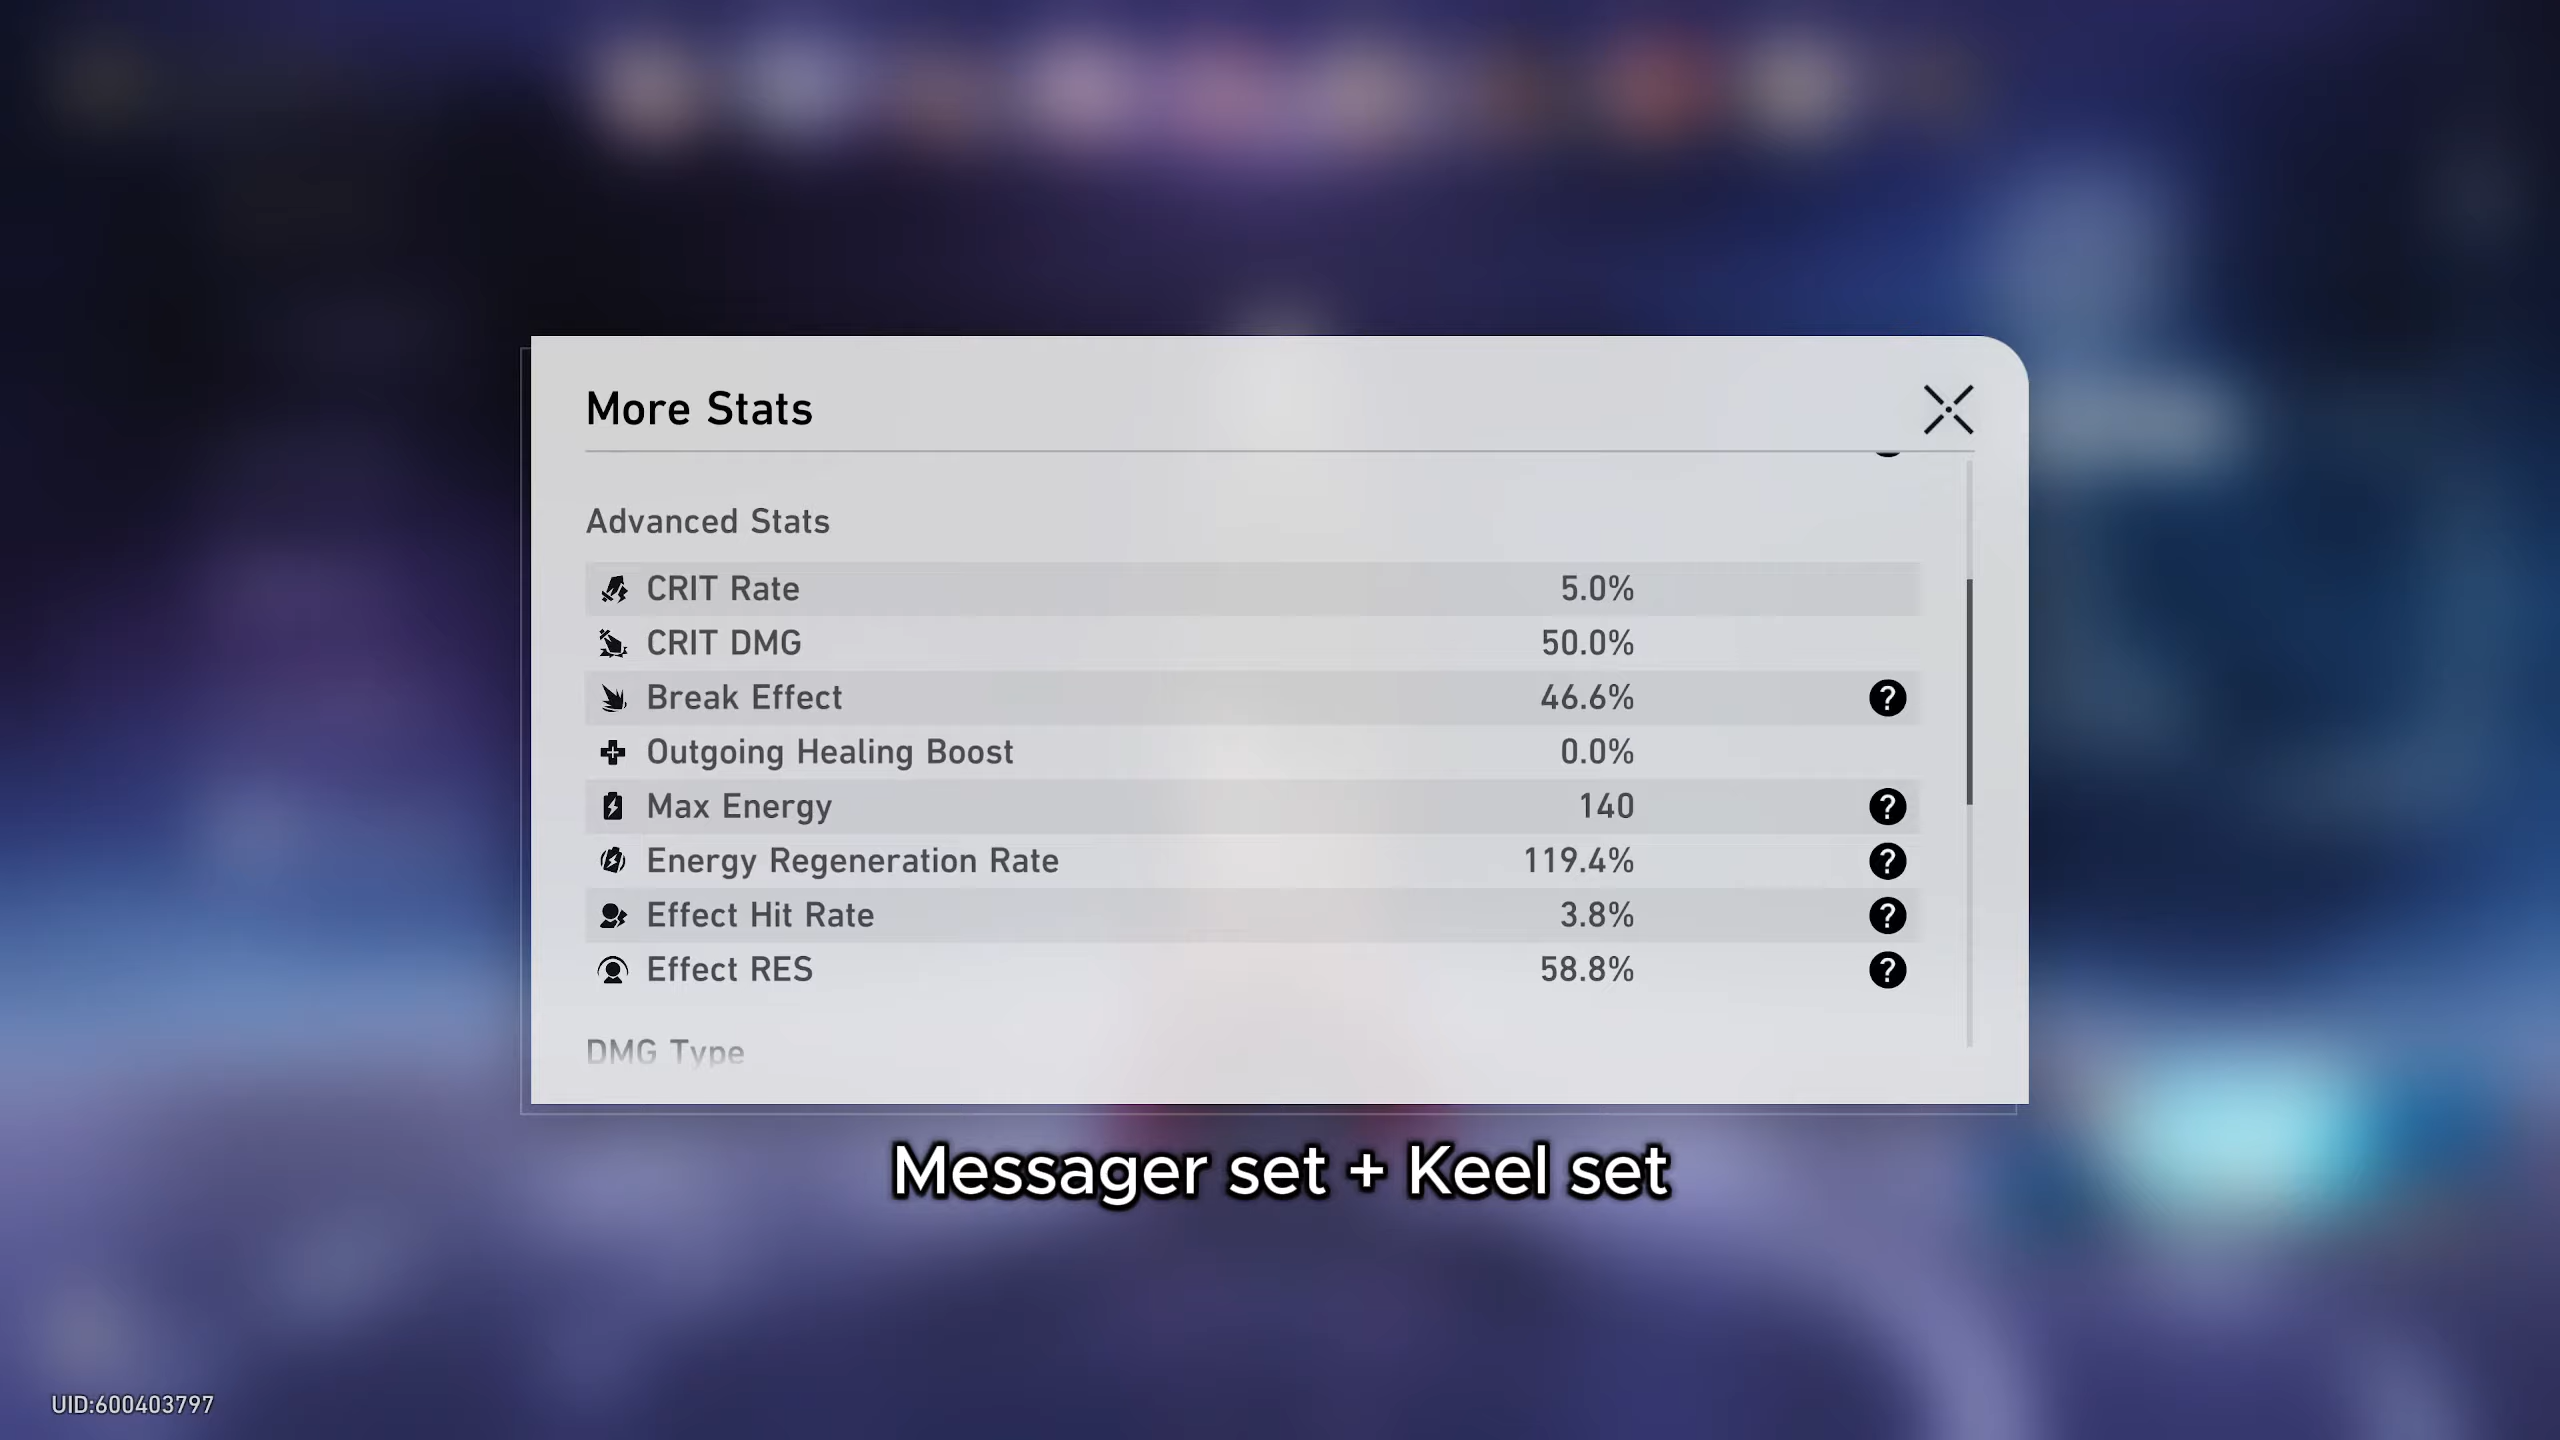 More Stats
Advanced Stats
CRIT Rate 5.0%
CRIT DMG 50.0%
Break Effect 46.6% ?
Outgoing Healing Boost 0.0%
Max Energy 140 ?
Energy Regeneration Rate 119.4% ?
Effect Hit Rate 3.8% ?
Effect RES 58.8% ?
DMG Type
Messager set + Keel set
UID:600403797